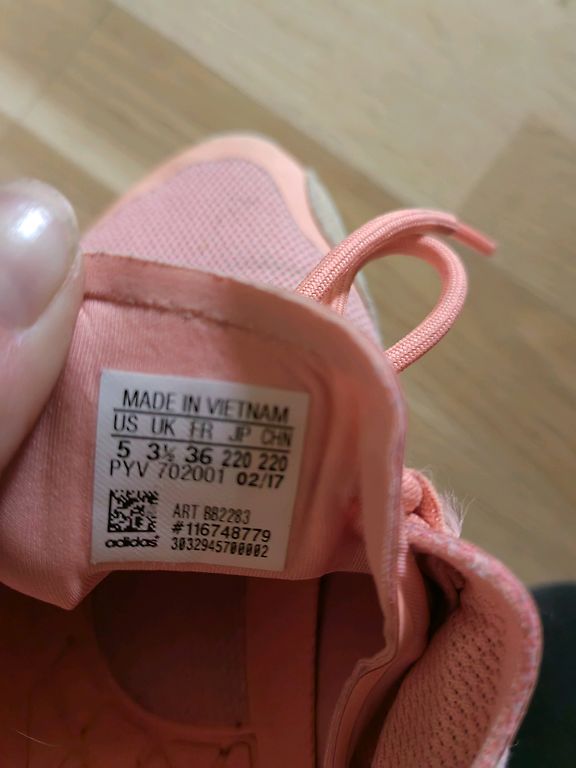 MADE IN VIETNAM
US UK FR JP CHN
5 3½ 36 220 220
PYV 702001 02/17
ART BB2283
#116748779
adidas 3032945700002